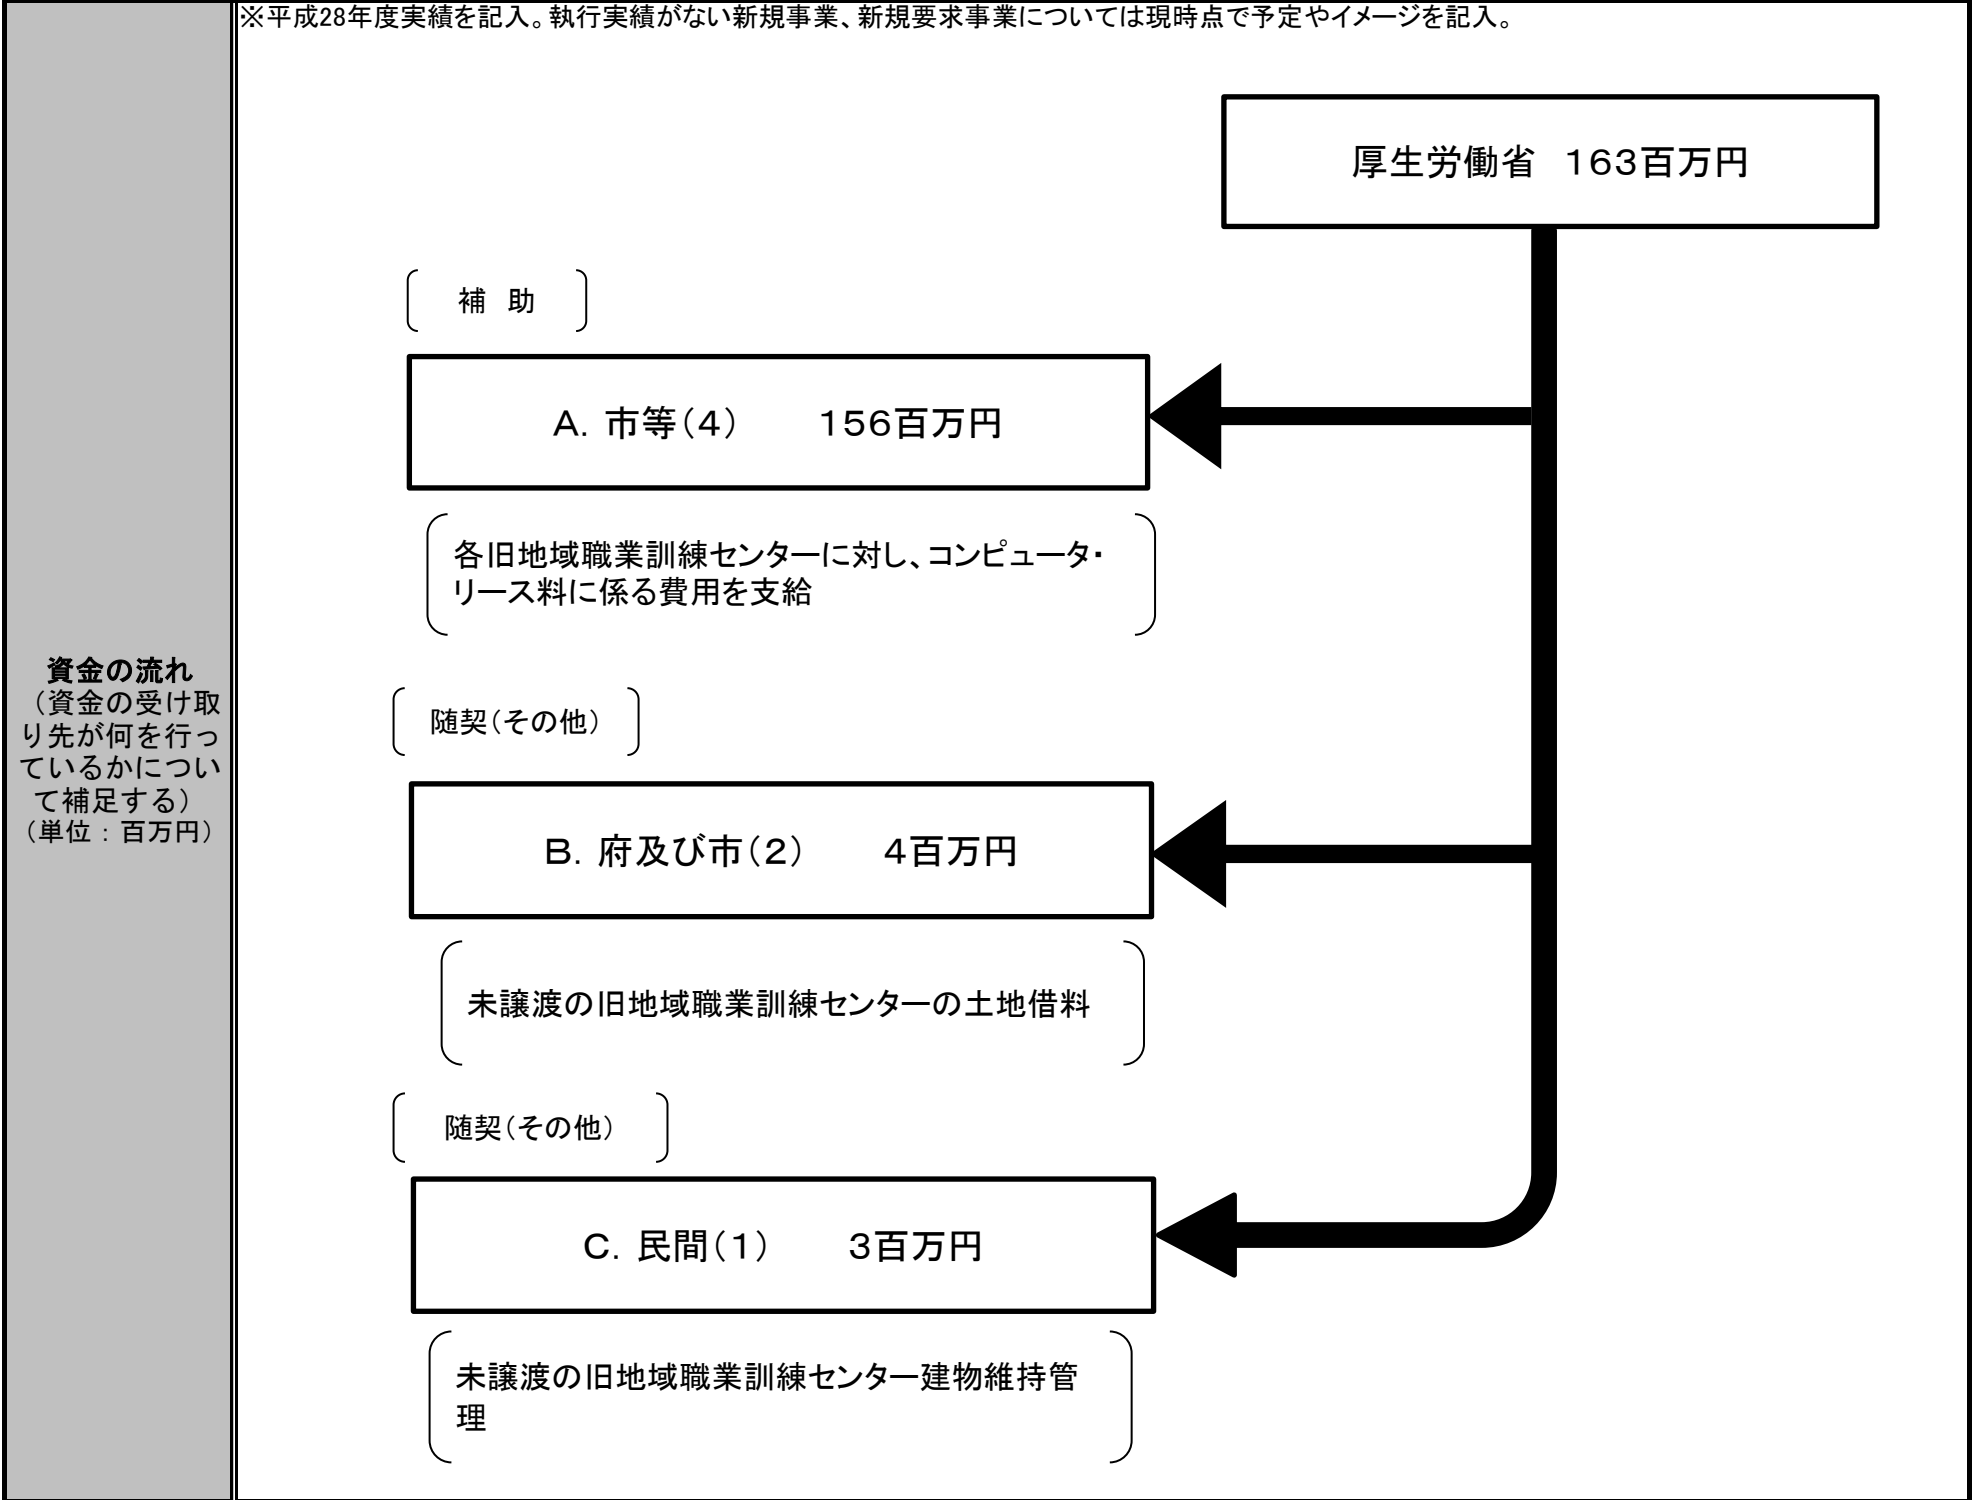 ※平成28年度実績を記入。執行実績がない新規事業、新規要求事業については現時点で予定やイメージを記入。
資金の流れ
（資金の受け取
り先が何を行っ
ているかについ
て補足する）
（単位：百万円）
厚生労働省　163百万円
補　助
A．市等（4）　　156百万円
各旧地域職業訓練センターに対し、コンピュータ・
リース料に係る費用を支給
随契（その他）
B．府及び市（2）　　4百万円
未譲渡の旧地域職業訓練センターの土地借料
随契（その他）
C．民間（1）　　3百万円
未譲渡の旧地域職業訓練センター建物維持管
理